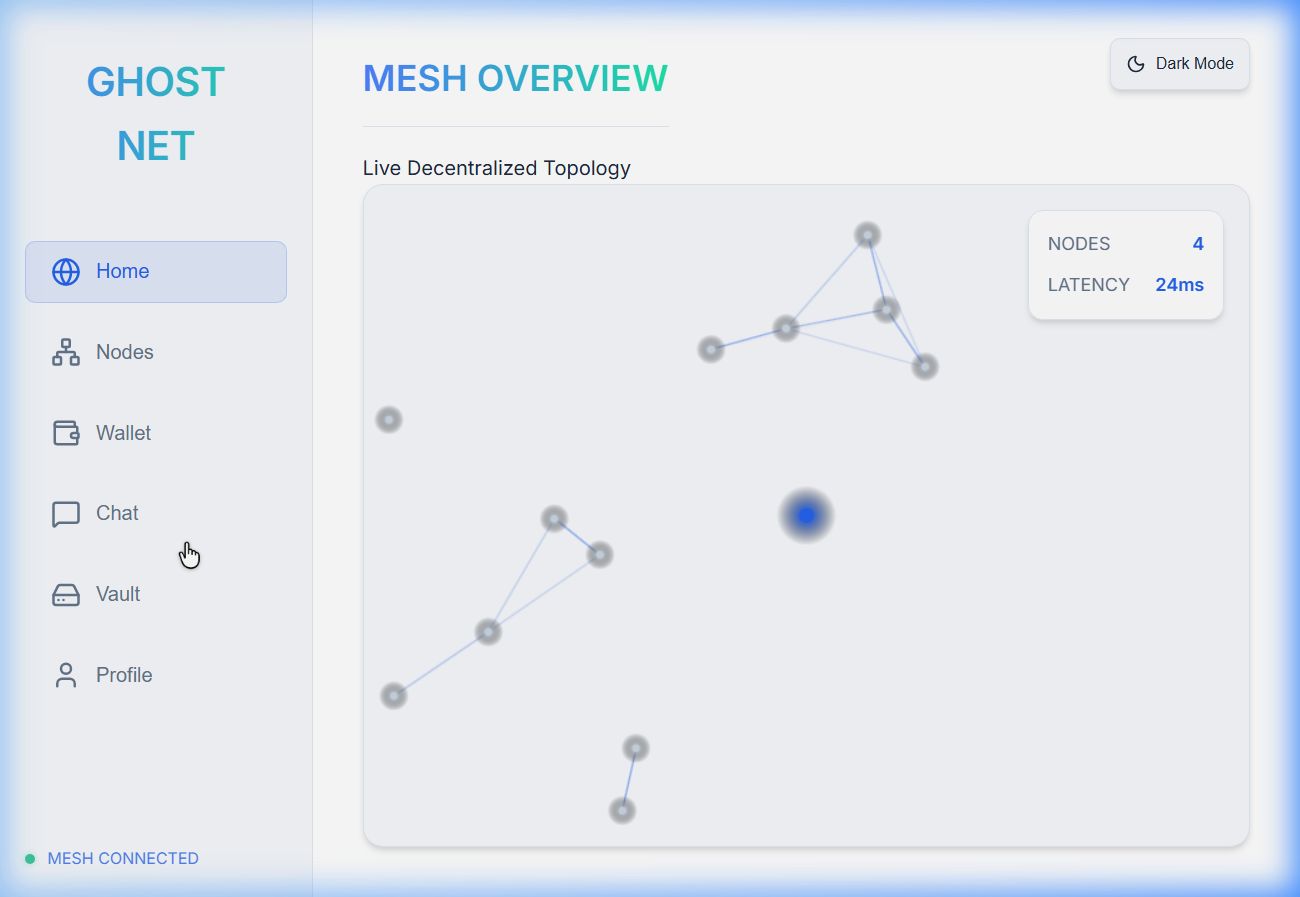 GHOST
NET
Home
Nodes
Wallet
Chat
Vault
Profile
MESH CONNECTED
MESH OVERVIEW
Dark Mode
Live Decentralized Topology
NODES 4
LATENCY 24ms